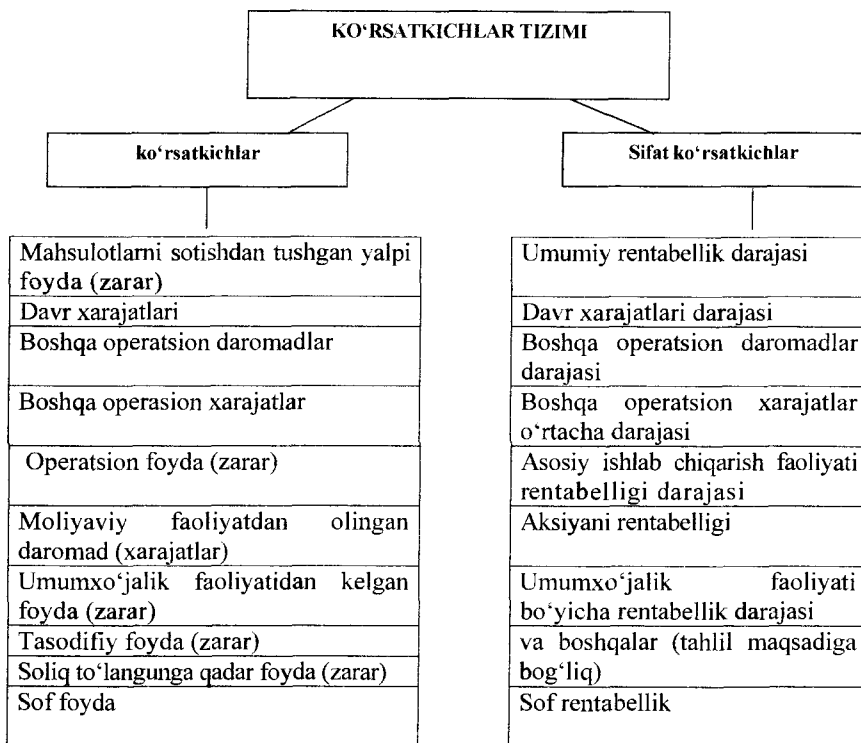 KO‘RSATKICHLAR TIZIMI
ko‘rsatkichlar
Sifat ko‘rsatkichlar
Mahsulotlarni sotishdan tushgan yalpi
foyda (zarar)
Davr xarajatlari
Boshqa operatsion daromadlar
Boshqa operasion xarajatlar
Operatsion foyda (zarar)
Moliyaviy faoliyatdan olingan
daromad (xarajatlar)
Umumxo‘jalik faoliyatidan kelgan
foyda (zarar)
Tasodifiy foyda (zarar)
Soliq to‘langunga qadar foyda (zarar)
Sof foyda
Umumiy rentabellik darajasi
Davr xarajatlari darajasi
Boshqa operatsion daromadlar
darajasi
Boshqa operatsion xarajatlar
o‘rtacha darajasi
Asosiy ishlab chiqarish faoliyati
rentabelligi darajasi
Aksiyani rentabelligi
Umumxo‘jalik faoliyati
bo‘yicha rentabellik darajasi
va boshqalar (tahlil maqsadiga
bog‘liq)
Sof rentabellik